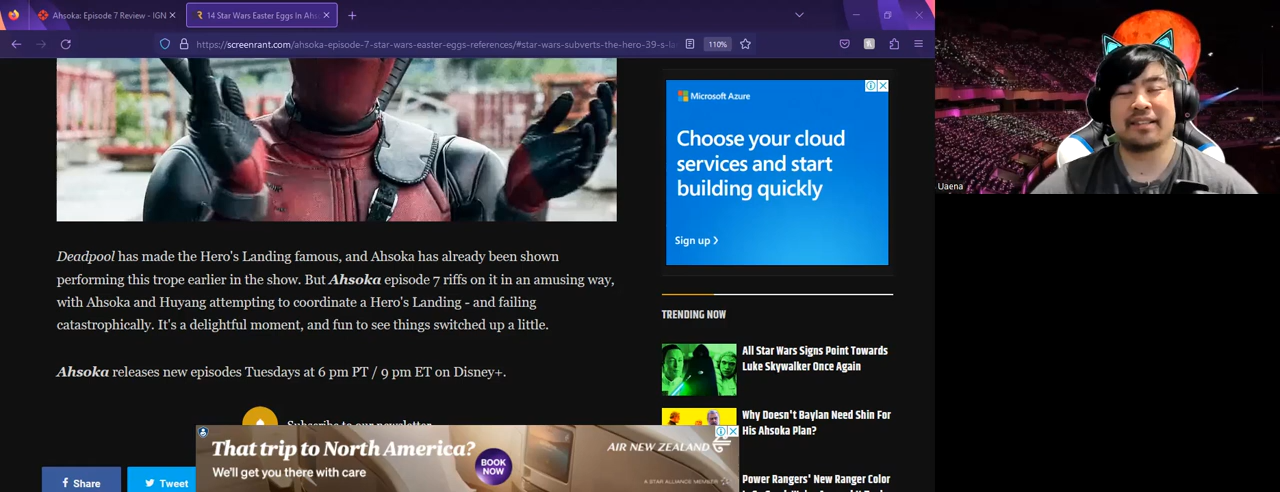 Ahsoka: Episode 7 Review - IGN
14 Star Wars Easter Eggs In Ahs
https://screenrant.com/ahsoka-episode-7-star-wars-easter-eggs-references/#star-wars-subverts-the-hero-39-s-la
110%
Microsoft Azure
Choose your cloud
services and start
building quickly
Sign up
Uaena
Deadpool has made the Hero's Landing famous, and Ahsoka has already been shown
performing this trope earlier in the show. But Ahsoka episode 7 riffs on it in an amusing way,
with Ahsoka and Huyang attempting to coordinate a Hero's Landing - and failing
catastrophically. It's a delightful moment, and fun to see things switched up a little.
Ahsoka releases new episodes Tuesdays at 6 pm PT / 9 pm ET on Disney+.
Subscribe to our newsletter
Share
Tweet
TRENDING NOW
All Star Wars Signs Point Towards
Luke Skywalker Once Again
Why Doesn't Baylan Need Shin For
His Ahsoka Plan?
Power Rangers' New Ranger Color
That trip to North America?
We'll get you there with care
BOOK
NOW
AIR NEW ZEALAND
A STAR ALLIANCE MEMBER